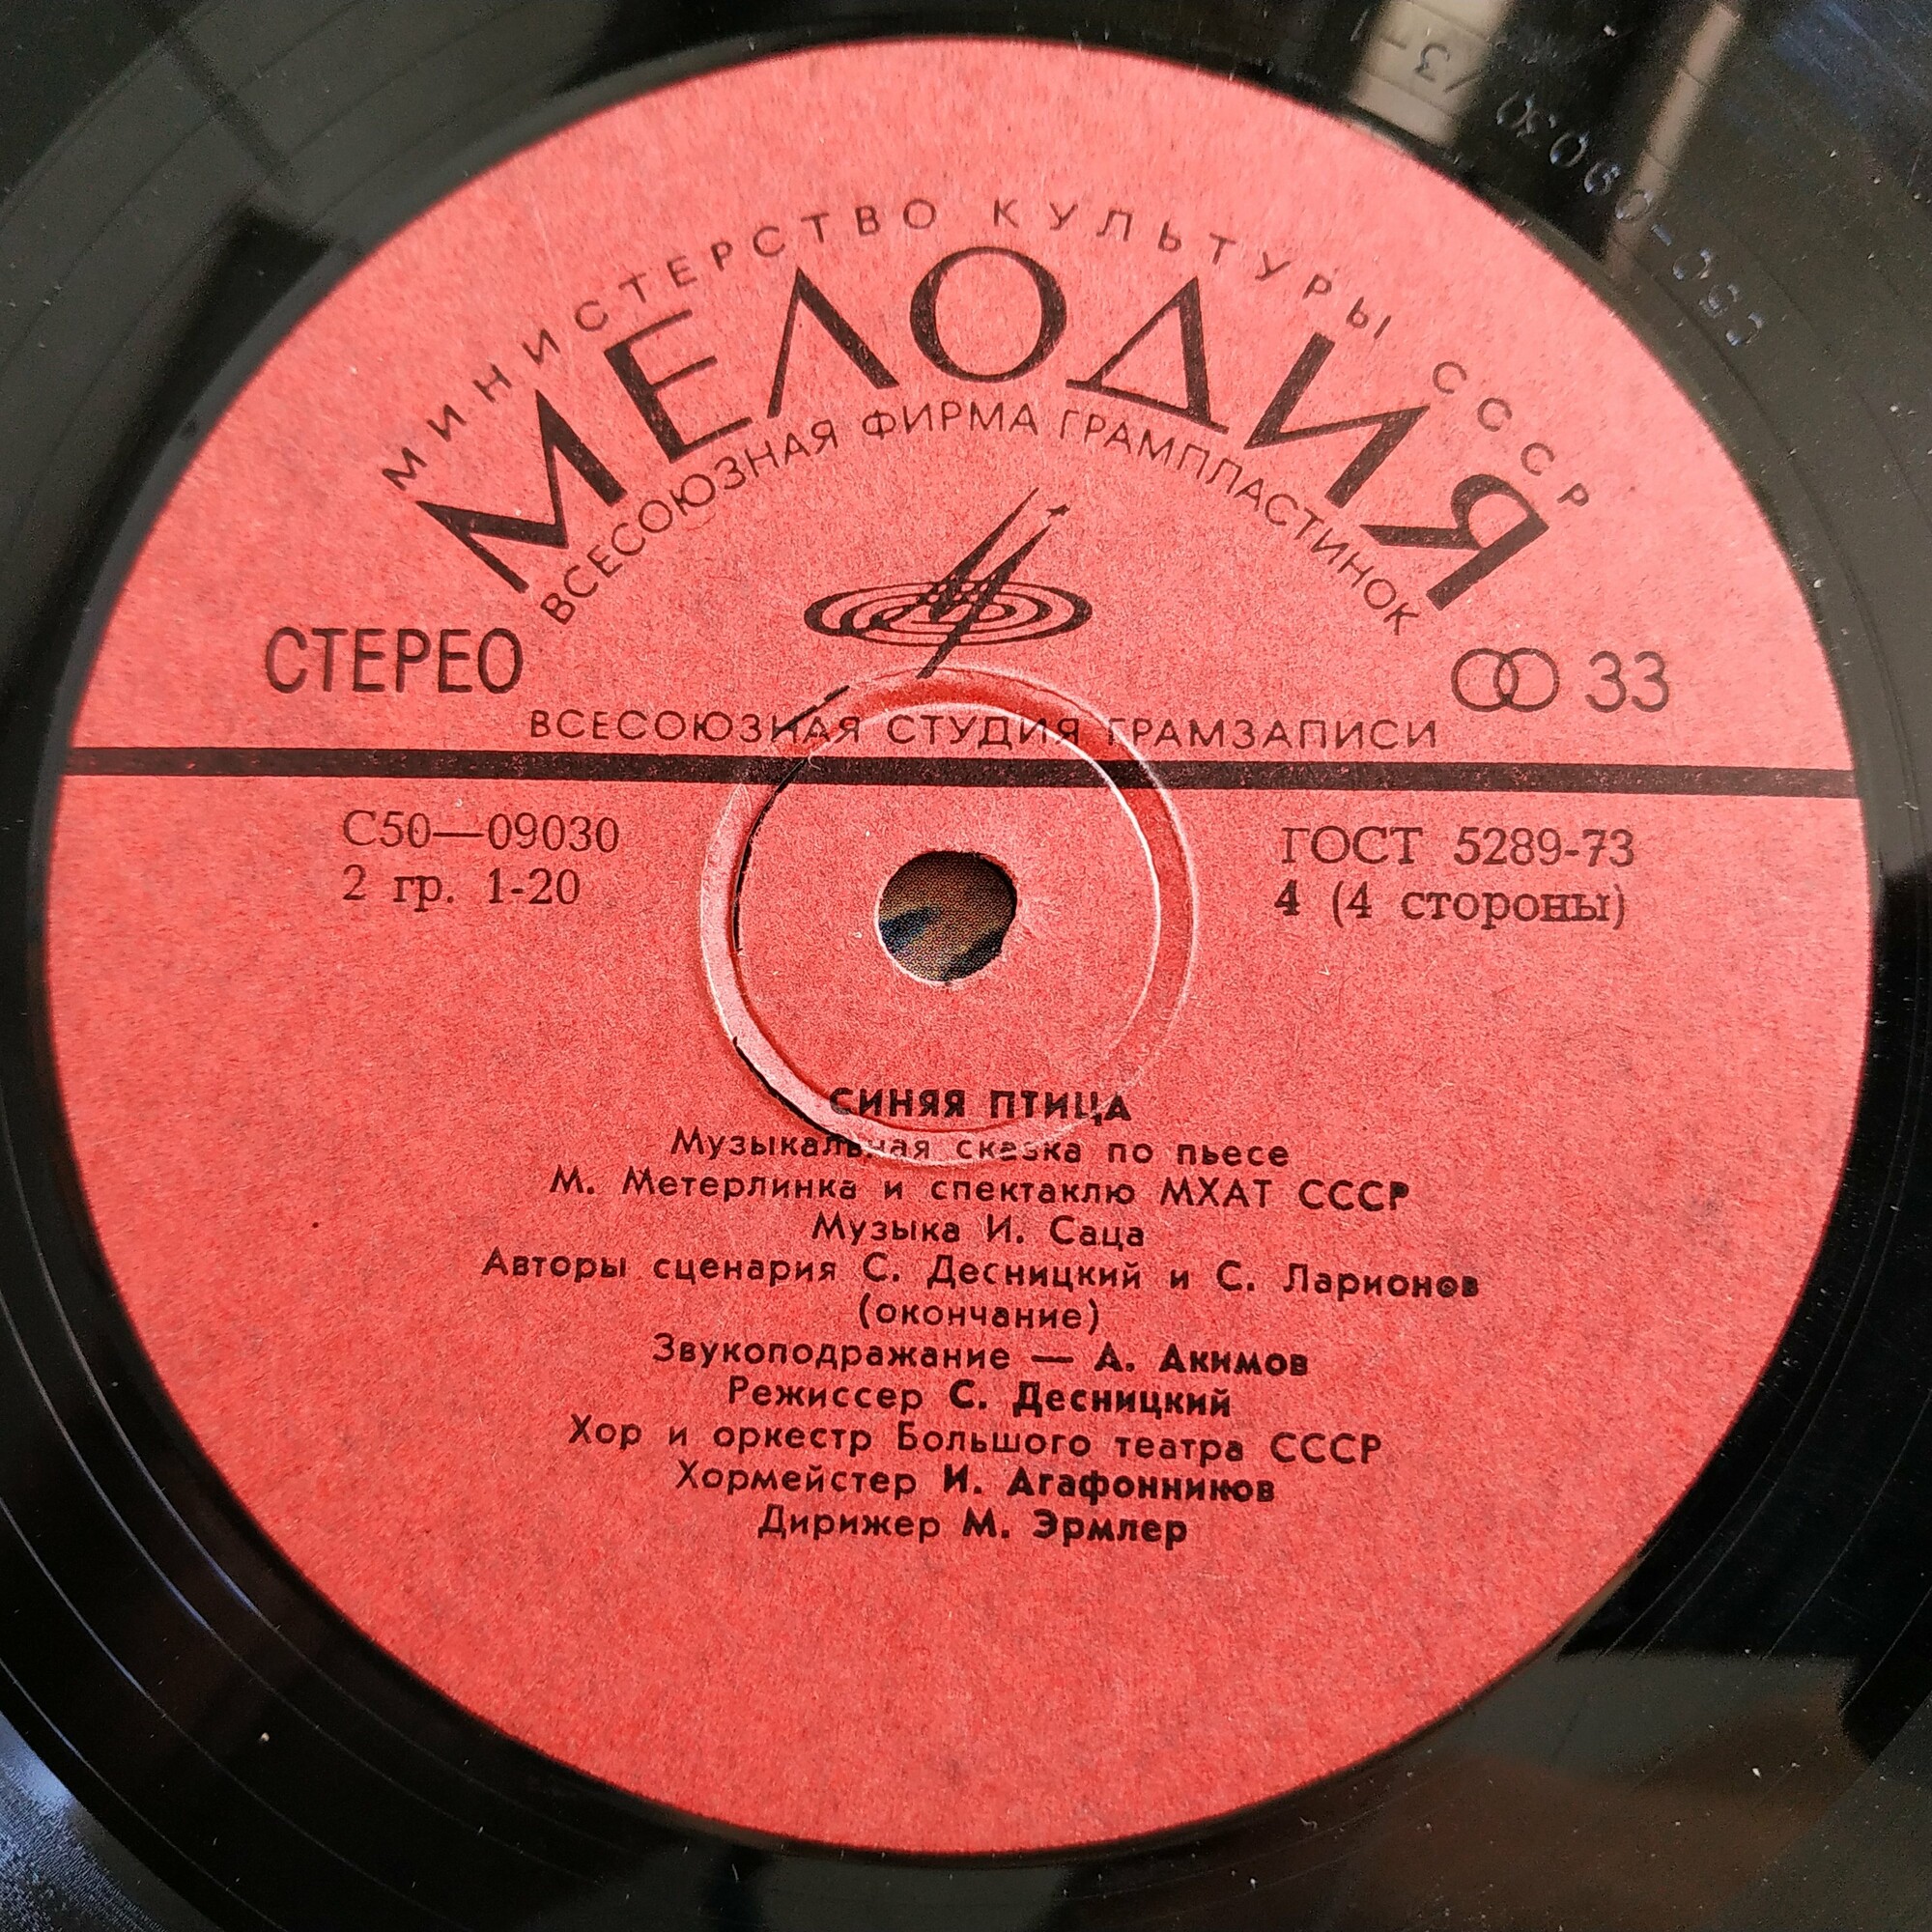 МИНИСТЕРСТВО КУЛЬТУРЫ СССР
МЕЛОДИЯ
ВСЕСОЮЗНАЯ ФИРМА ГРАМПЛАСТИНОК
СТЕРЕО
33
ВСЕСОЮЗНАЯ СТУДИЯ ГРАМЗАПИСИ
С50—09030
ГОСТ 5289-73
2 гр. 1-20
4 (4 стороны)
СИНЯЯ ПТИЦА
Музыкальная сказка по пьесе
М. Метерлинка и спектаклю МХАТ СССР
Музыка И. Саца
Авторы сценария С. Десницкий и С. Ларионов
(окончание)
Звукоподражание — А. Акимов
Режиссер С. Десницкий
Хор и оркестр Большого театра СССР
Хормейстер И. Агафонников
Дирижер М. Эрмлер
С50-09030